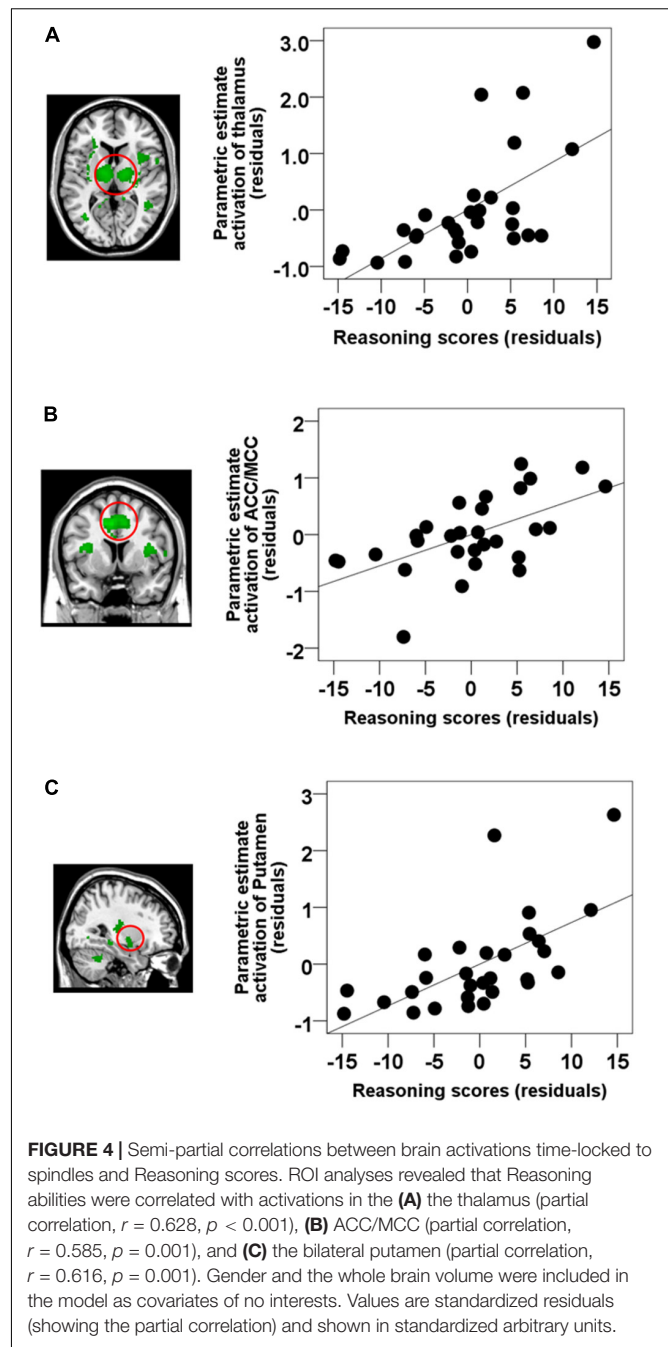 A
Parametric estimate
activation of thalamus
(residuals)
3.0
2.0
1.0
.0
-1.0
-15 -10 -5 0 5 10 15
Reasoning scores (residuals)
B
Parametric estimate
activation of ACC/MCC
(residuals)
2
1
0
-1
-2
-15 -10 -5 0 5 10 15
Reasoning scores (residuals)
C
Parametric estimate
activation of Putamen
(residuals)
3
2
1
0
-1
-15 -10 -5 0 5 10 15
Reasoning scores (residuals)
FIGURE 4 | Semi-partial correlations between brain activations time-locked to
spindles and Reasoning scores. ROI analyses revealed that Reasoning
abilities were correlated with activations in the (A) the thalamus (partial
correlation, r = 0.628, p < 0.001), (B) ACC/MCC (partial correlation,
r = 0.585, p = 0.001), and (C) the bilateral putamen (partial correlation,
r = 0.616, p = 0.001). Gender and the whole brain volume were included in
the model as covariates of no interests. Values are standardized residuals
(showing the partial correlation) and shown in standardized arbitrary units.